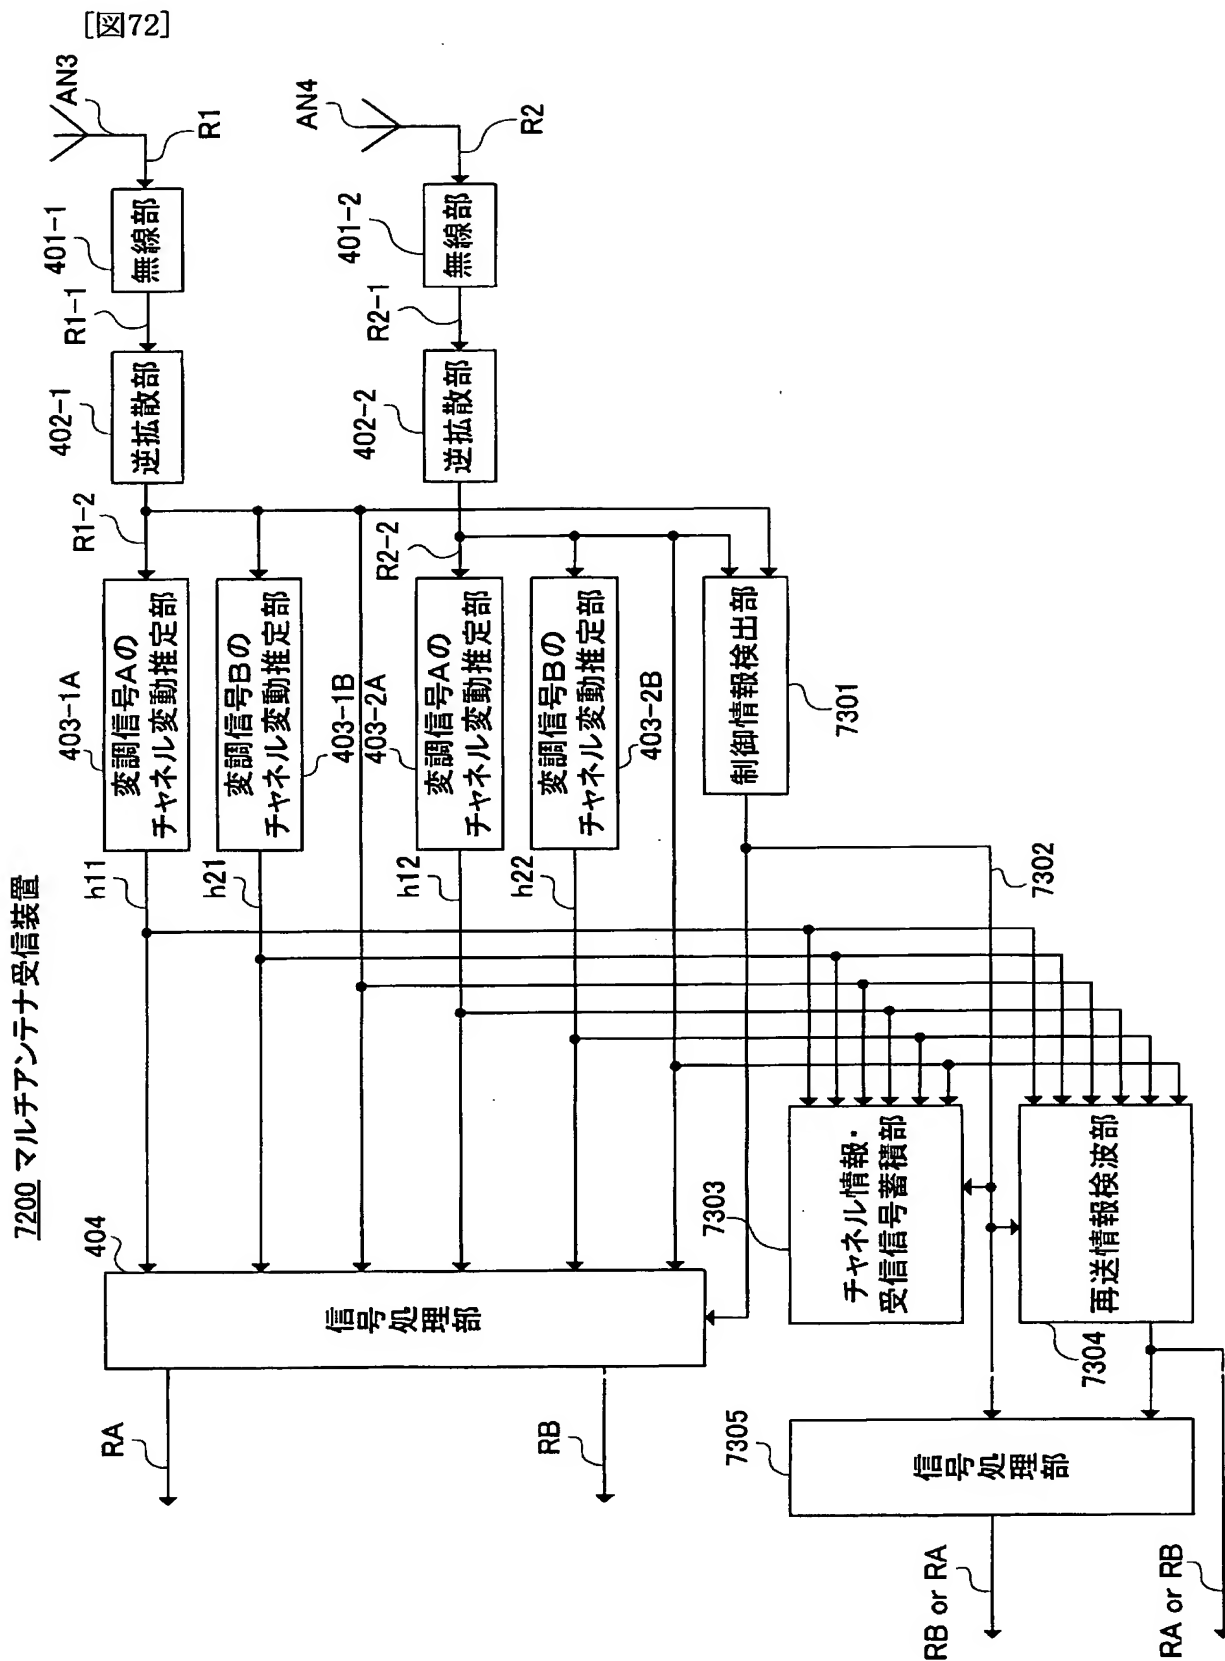 [図72]
7200 マルチアンテナ受信装置
AN3
R1
401-1
無線部
R1-1
402-1
逆拡散部
R1-2
403-1A
変調信号Aの
チャネル変動推定部
h11
変調信号Bの
チャネル変動推定部
403-1B
h21
AN4
R2
401-2
無線部
R2-1
402-2
逆拡散部
R2-2
403-2A
変調信号Aの
チャネル変動推定部
h12
変調信号Bの
チャネル変動推定部
403-2B
h22
制御情報検出部
7301
7302
404
信号処理部
RA
RB
7303
チャネル情報・
受信信号蓄積部
再送情報検波部
7304
7305
信号処理部
RB or RA
RA or RB